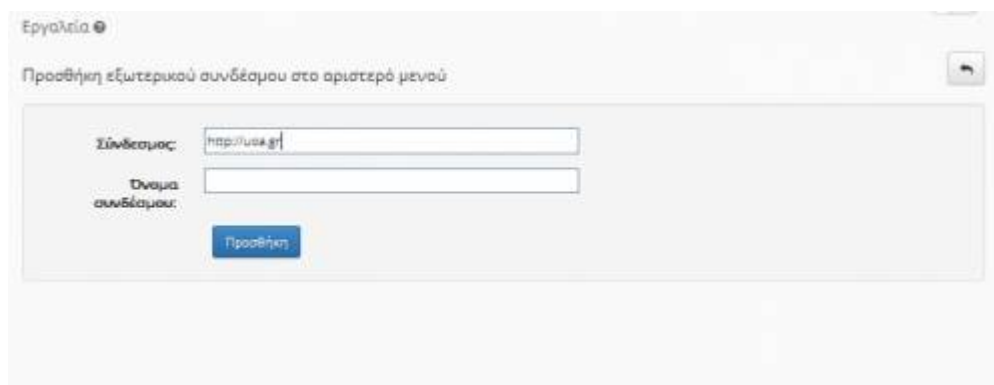 Εργαλεία
Προσθήκη εξωτερικού συνδέσμου στο αριστερό μενού
Σύνδεσμος:
http://uoa.gr
Όνομα
συνδέσμου:
Προσθήκη